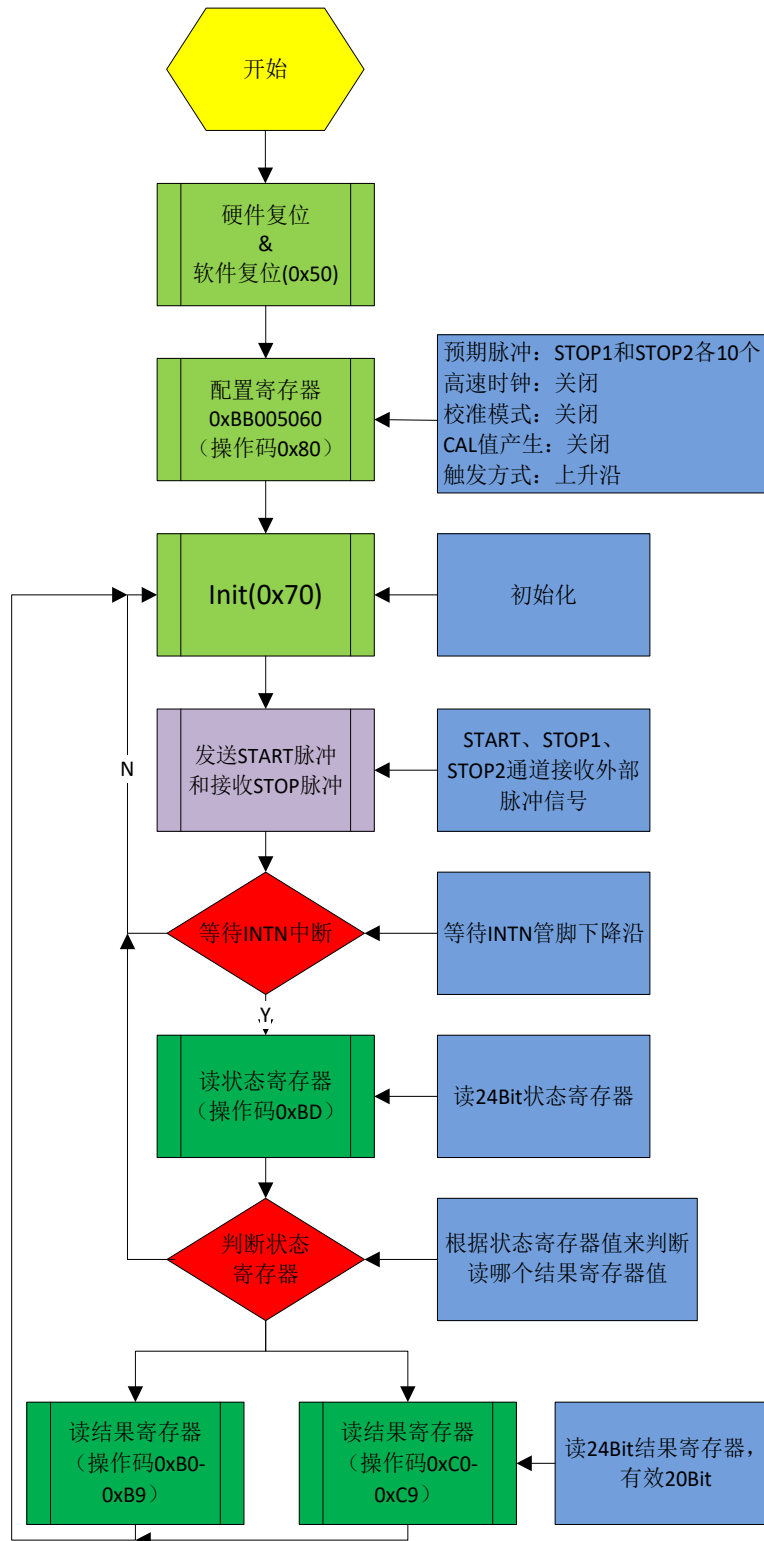 开始
硬件复位
&
软件复位(0x50)
配置寄存器
0xBB005060
（操作码0x80）
预期脉冲：STOP1和STOP2各10个
高速时钟：关闭
校准模式：关闭
CAL值产生：关闭
触发方式：上升沿
Init(0x70)
初始化
发送START脉冲
和接收STOP脉冲
START、STOP1、
STOP2通道接收外部
脉冲信号
N
等待INTN中断
等待INTN管脚下降沿
Y
读状态寄存器
（操作码0xBD）
读24Bit状态寄存器
判断状态
寄存器
根据状态寄存器值来判断
读哪个结果寄存器值
读结果寄存器
（操作码0xB0-
0xB9）
读结果寄存器
（操作码0xC0-
0xC9）
读24Bit结果寄存器，
有效20Bit